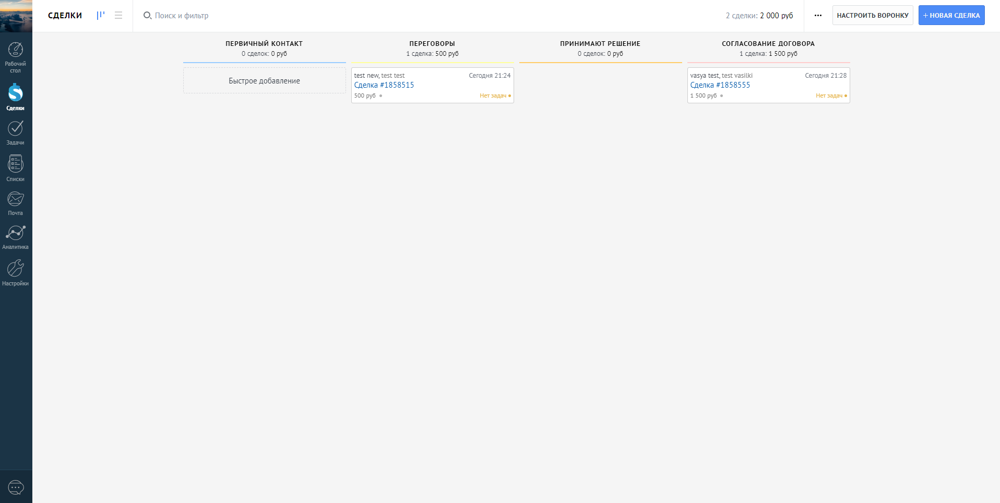 СДЕЛКИ
Поиск и фильтр
2 сделки: 2 000 руб
НАСТРОИТЬ ВОРОНКУ
+ НОВАЯ СДЕЛКА
Рабочий
стол
Сделки
Задачи
Списки
Почта
Аналитика
Настройки
ПЕРВИЧНЫЙ КОНТАКТ
0 сделок: 0 руб
Быстрое добавление
ПЕРЕГОВОРЫ
1 сделка: 500 руб
test new, test test Сегодня 21:24
Сделка #1858515
500 руб Нет задач
ПРИНИМАЮТ РЕШЕНИЕ
0 сделок: 0 руб
СОГЛАСОВАНИЕ ДОГОВОРА
1 сделка: 1 500 руб
vasya test, test vasilki Сегодня 21:28
Сделка #1858555
1 500 руб Нет задач